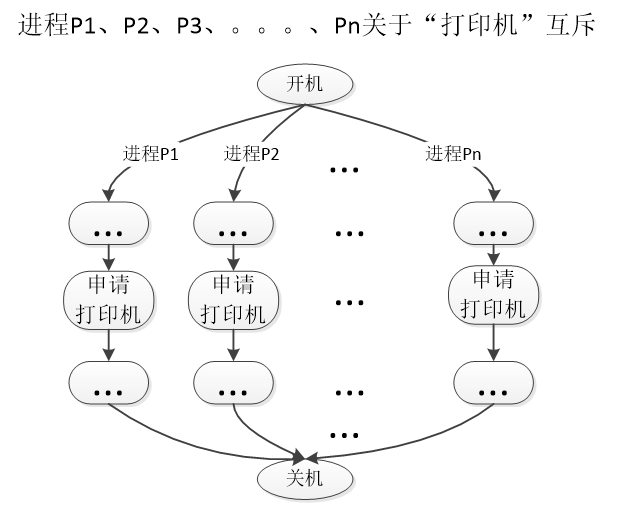 进程P1、P2、P3、。。。。、Pn关于“打印机”互斥
开机
进程P1 进程P2 ... 进程Pn
... ... ... ...
申请
打印机
申请
打印机
...
申请
打印机
... ... ... ...
...
关机